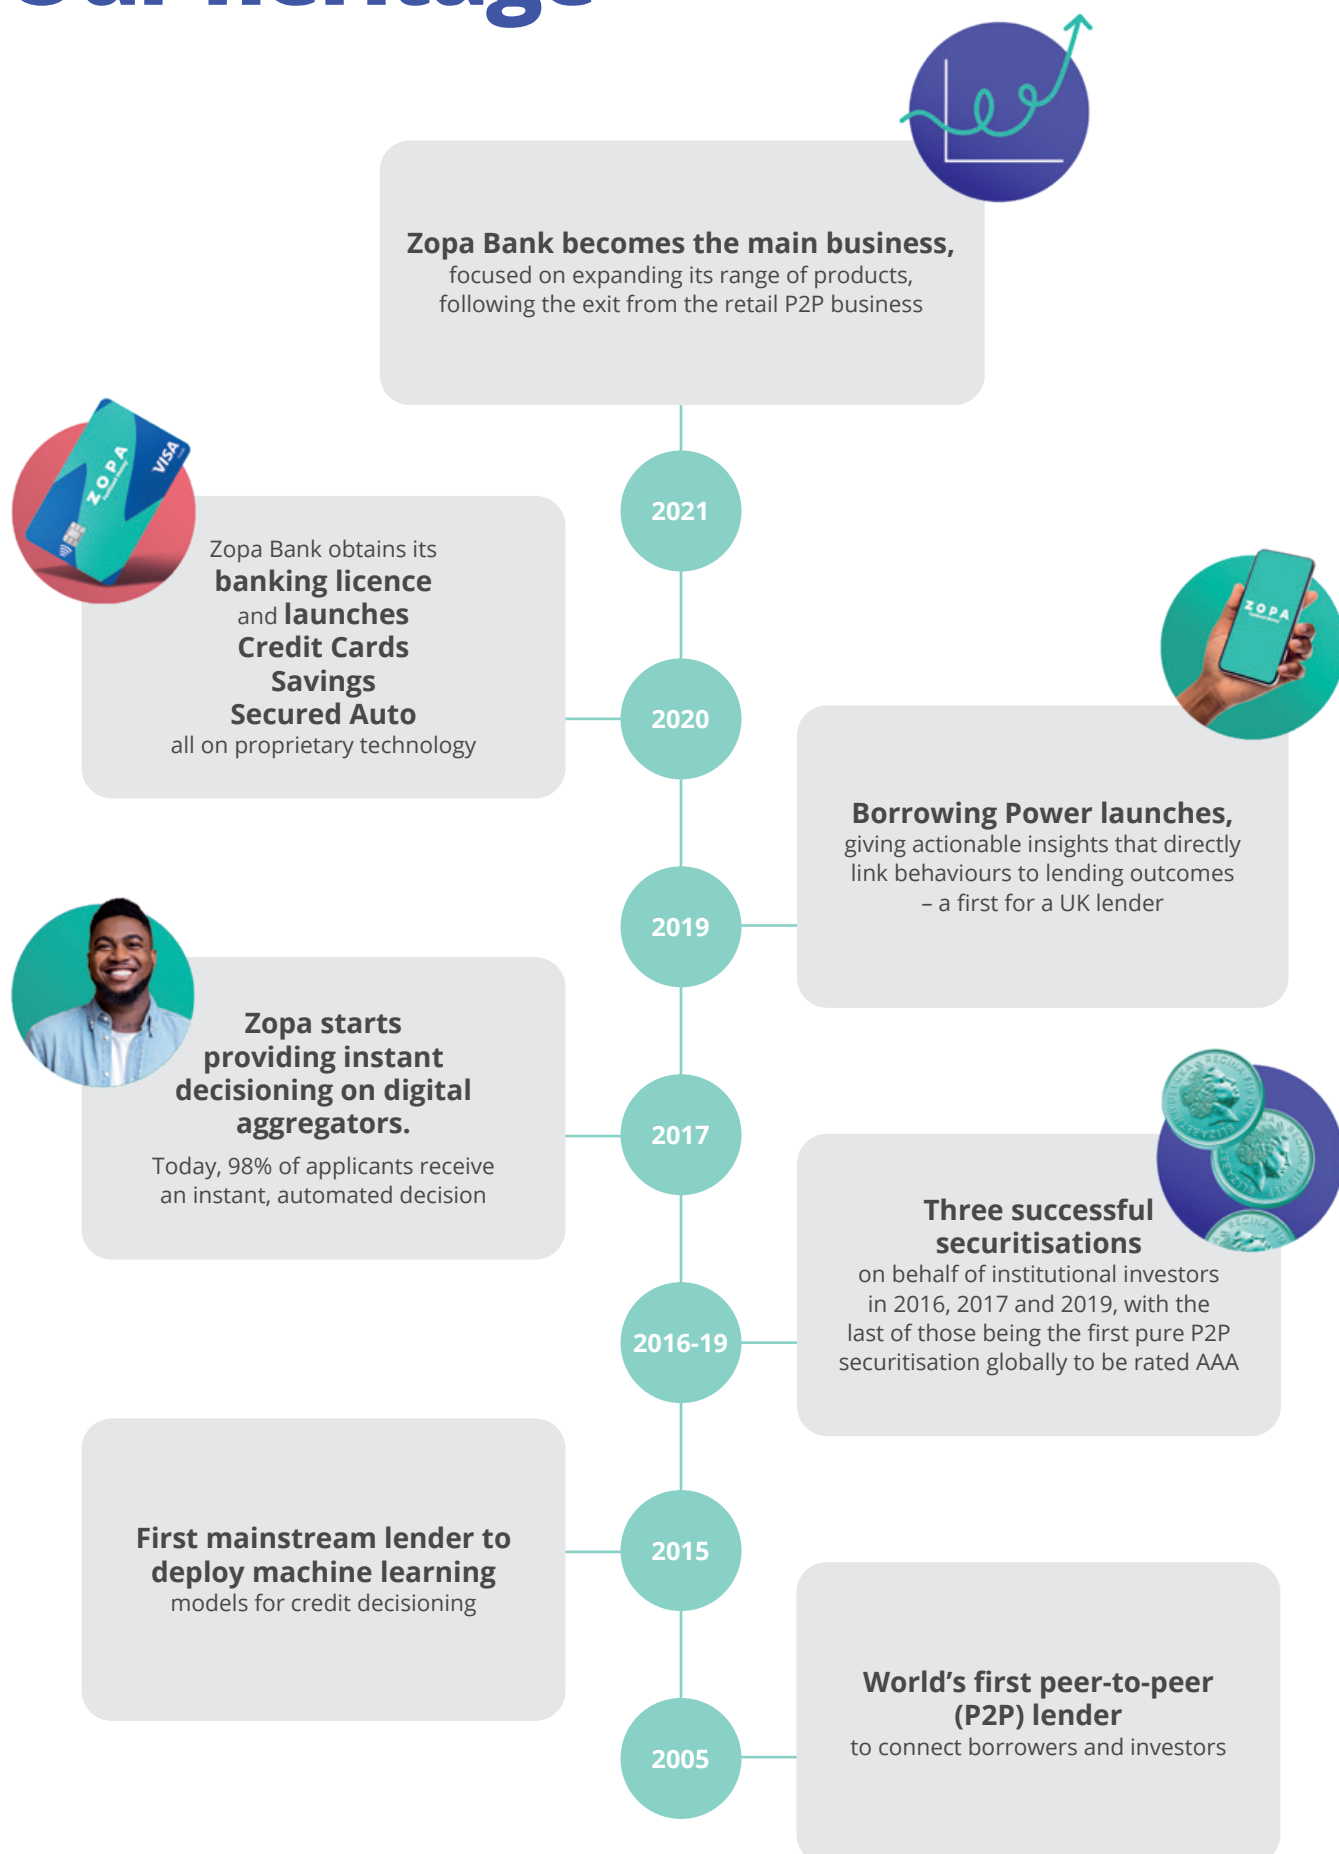 Our heritage
Zopa Bank becomes the main business,
focused on expanding its range of products,
following the exit from the retail P2P business
2021
ZOPA
VISA
Zopa Bank obtains its
banking licence
and launches
Credit Cards
Savings
Secured Auto
all on proprietary technology
2020
ZOPA
Borrowing Power launches,
giving actionable insights that directly
link behaviours to lending outcomes
– a first for a UK lender
2019
Zopa starts
providing instant
decisioning on digital
aggregators.
Today, 98% of applicants receive
an instant, automated decision
2017
Three successful
securitisations
on behalf of institutional investors
in 2016, 2017 and 2019, with the
last of those being the first pure P2P
securitisation globally to be rated AAA
2016-19
First mainstream lender to
deploy machine learning
models for credit decisioning
2015
World’s first peer-to-peer
(P2P) lender
to connect borrowers and investors
2005